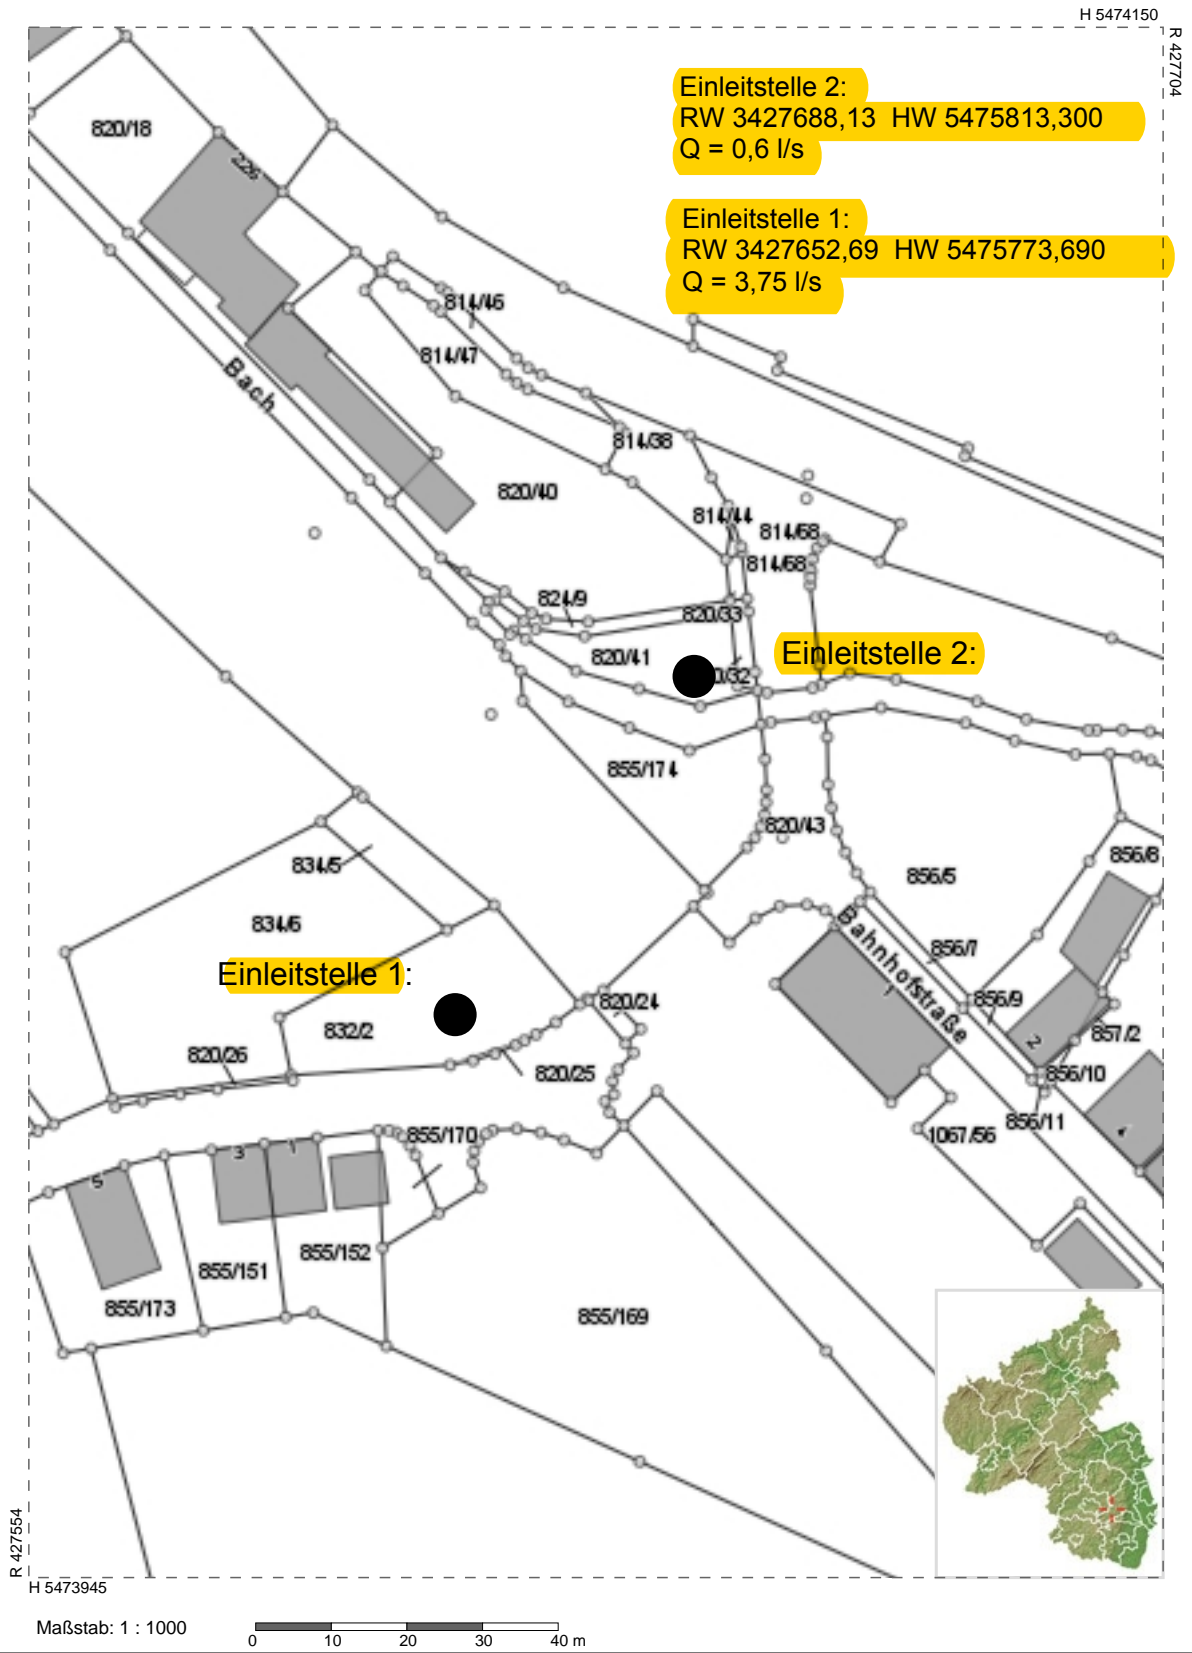 H 5474150
R 427704
Einleitstelle 2:
RW 3427688,13  HW 5475813,300
Q = 0,6 l/s
Einleitstelle 1:
RW 3427652,69  HW 5475773,690
Q = 3,75 l/s
820/18
226
814/46
814/47
Bach
814/38
820/40
814/44
814/68
814/68
824/9
820/33
820/41
Einleitstelle 2:
0/32
855/174
820/43
834/5
856/5
856/8
834/6
Bahnhofstraße
856/7
Einleitstelle 1:
1
820/24
856/9
832/2
2
857/2
820/26
820/25
856/10
856/11
855/170
1067/56
4
3
1
5
855/152
855/151
855/173
855/169
R 427554
H 5473945
Maßstab: 1 : 1000
0 10 20 30 40 m